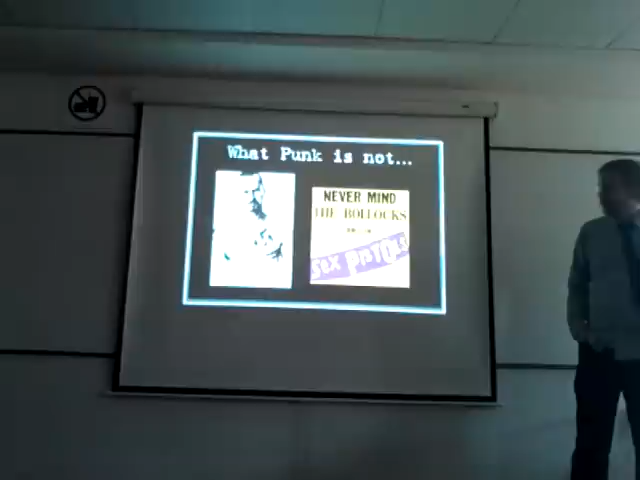 What Punk is not...
NEVER MIND
THE BOLLOCKS
SEX PISTOLS